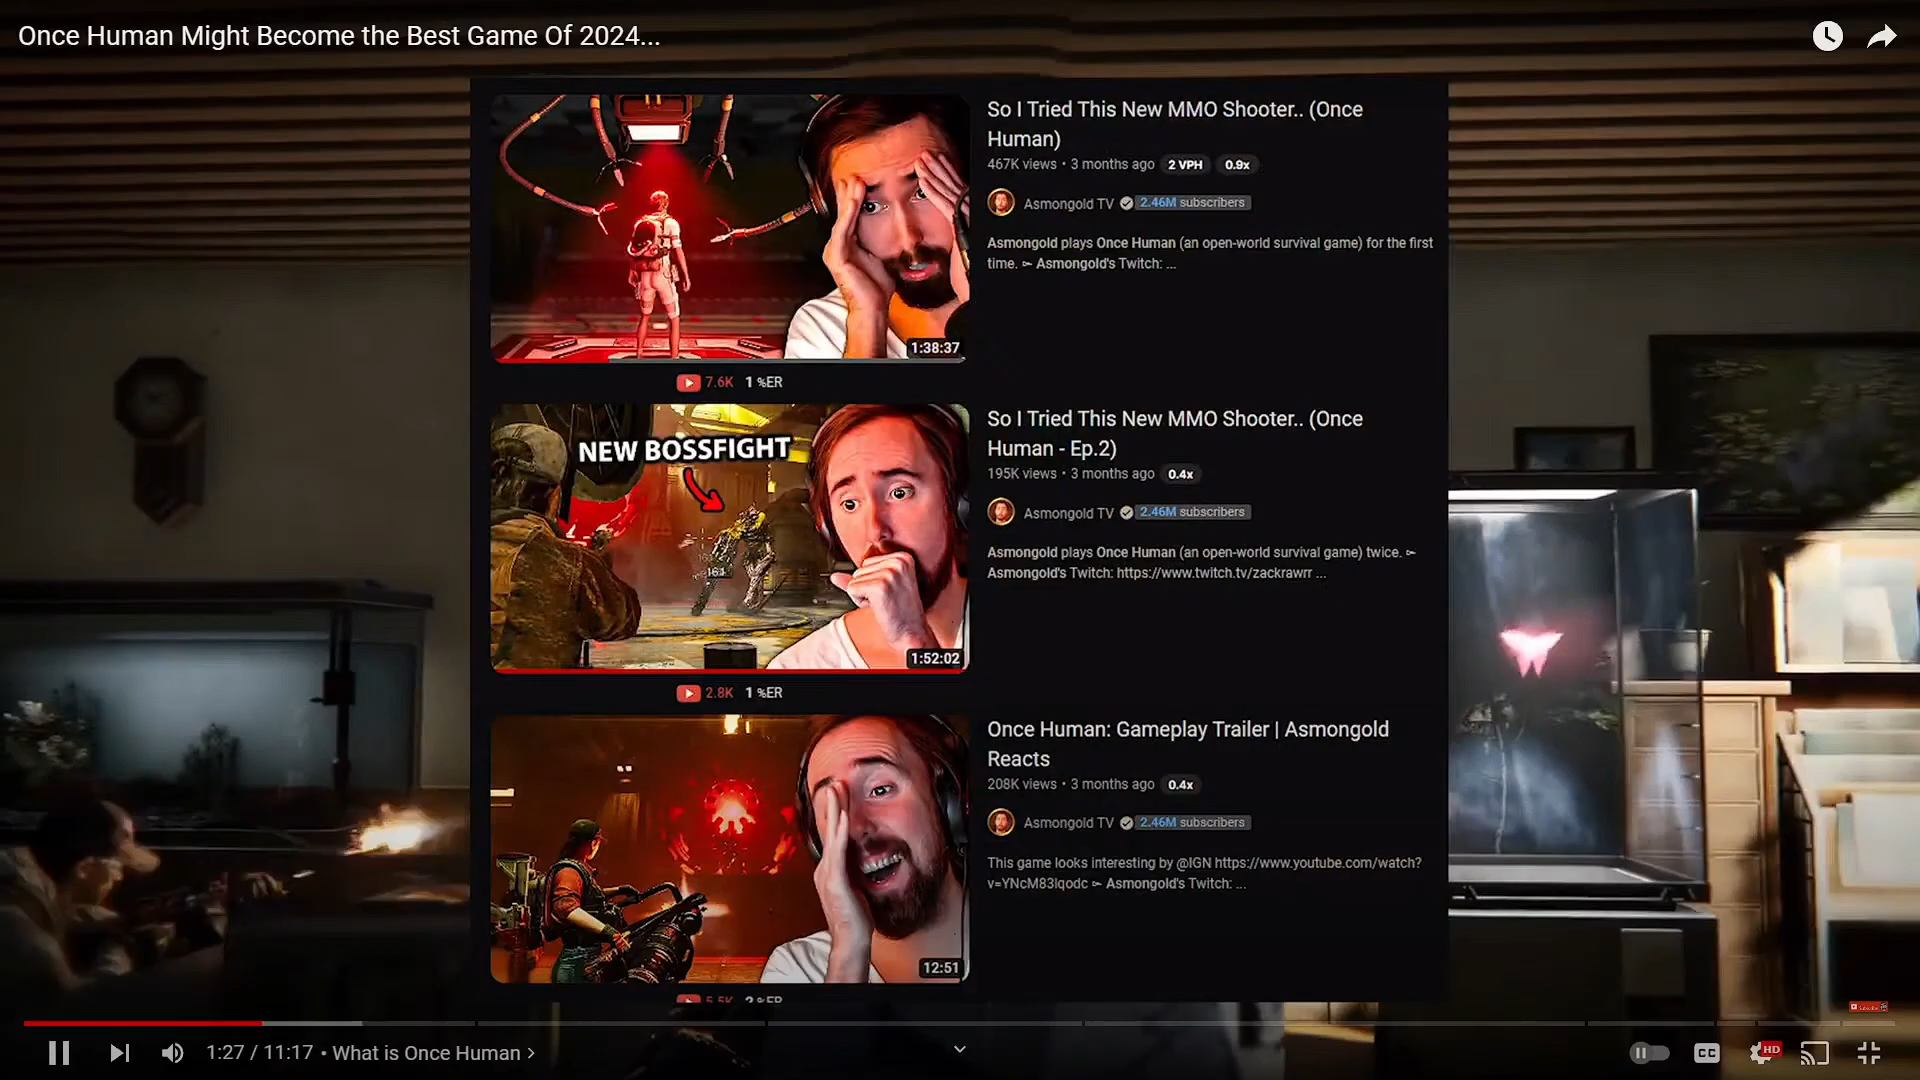 Once Human Might Become the Best Game Of 2024...
So I Tried This New MMO Shooter.. (Once
Human)
467K views • 3 months ago 2 VPH 0.9x
Asmongold TV 2.46M subscribers
Asmongold plays Once Human (an open-world survival game) for the first
time. ➛ Asmongold's Twitch: ...
1:38:37
7.6K 1 %ER
NEW BOSSFIGHT
161
So I Tried This New MMO Shooter.. (Once
Human - Ep.2)
195K views • 3 months ago 0.4x
Asmongold TV 2.46M subscribers
Asmongold plays Once Human (an open-world survival game) twice. ➛
Asmongold's Twitch: https://www.twitch.tv/zackrawrr ...
1:52:02
2.8K 1 %ER
Once Human: Gameplay Trailer | Asmongold
Reacts
208K views • 3 months ago 0.4x
Asmongold TV 2.46M subscribers
This game looks interesting by @IGN https://www.youtube.com/watch?
v=YNcM83lqodc ➛ Asmongold's Twitch: ...
12:51
5.5K 2 %ER
1:27 / 11:17 • What is Once Human
CC
HD